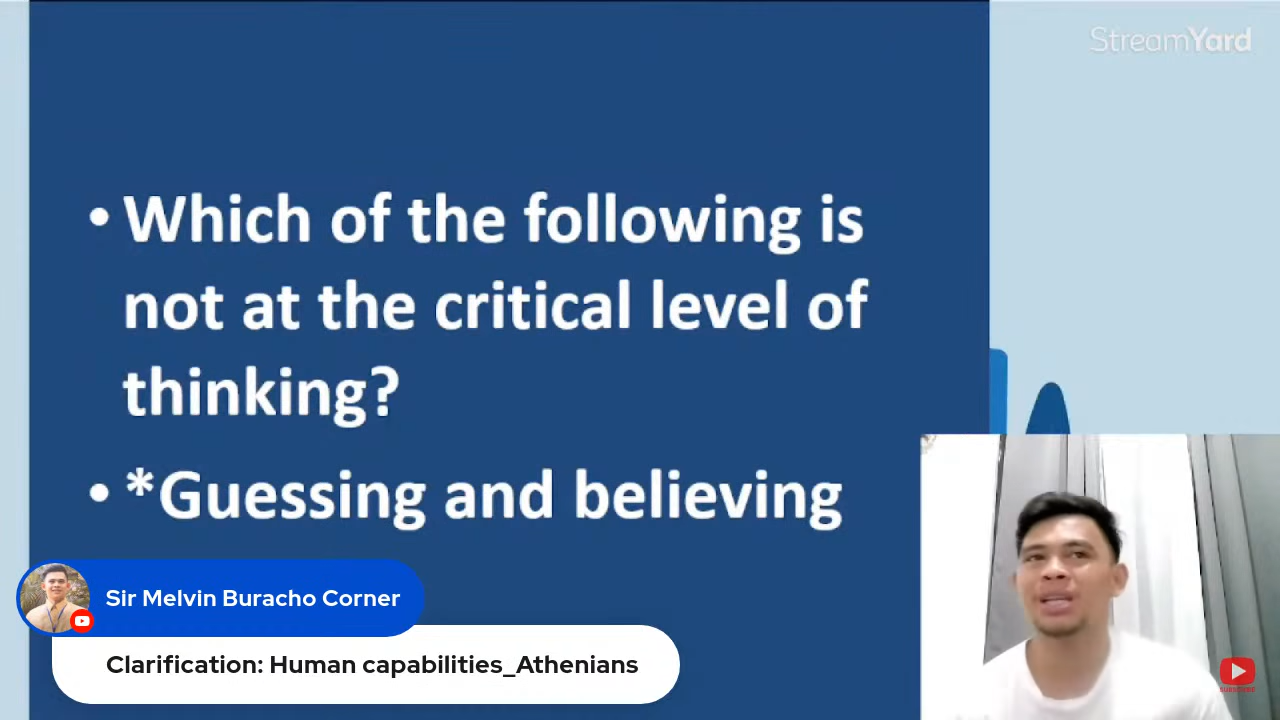 StreamYard
• Which of the following is
not at the critical level of
thinking?
• *Guessing and believing
Sir Melvin Buracho Corner
Clarification: Human capabilities_Athenians
SUBSCRIBE